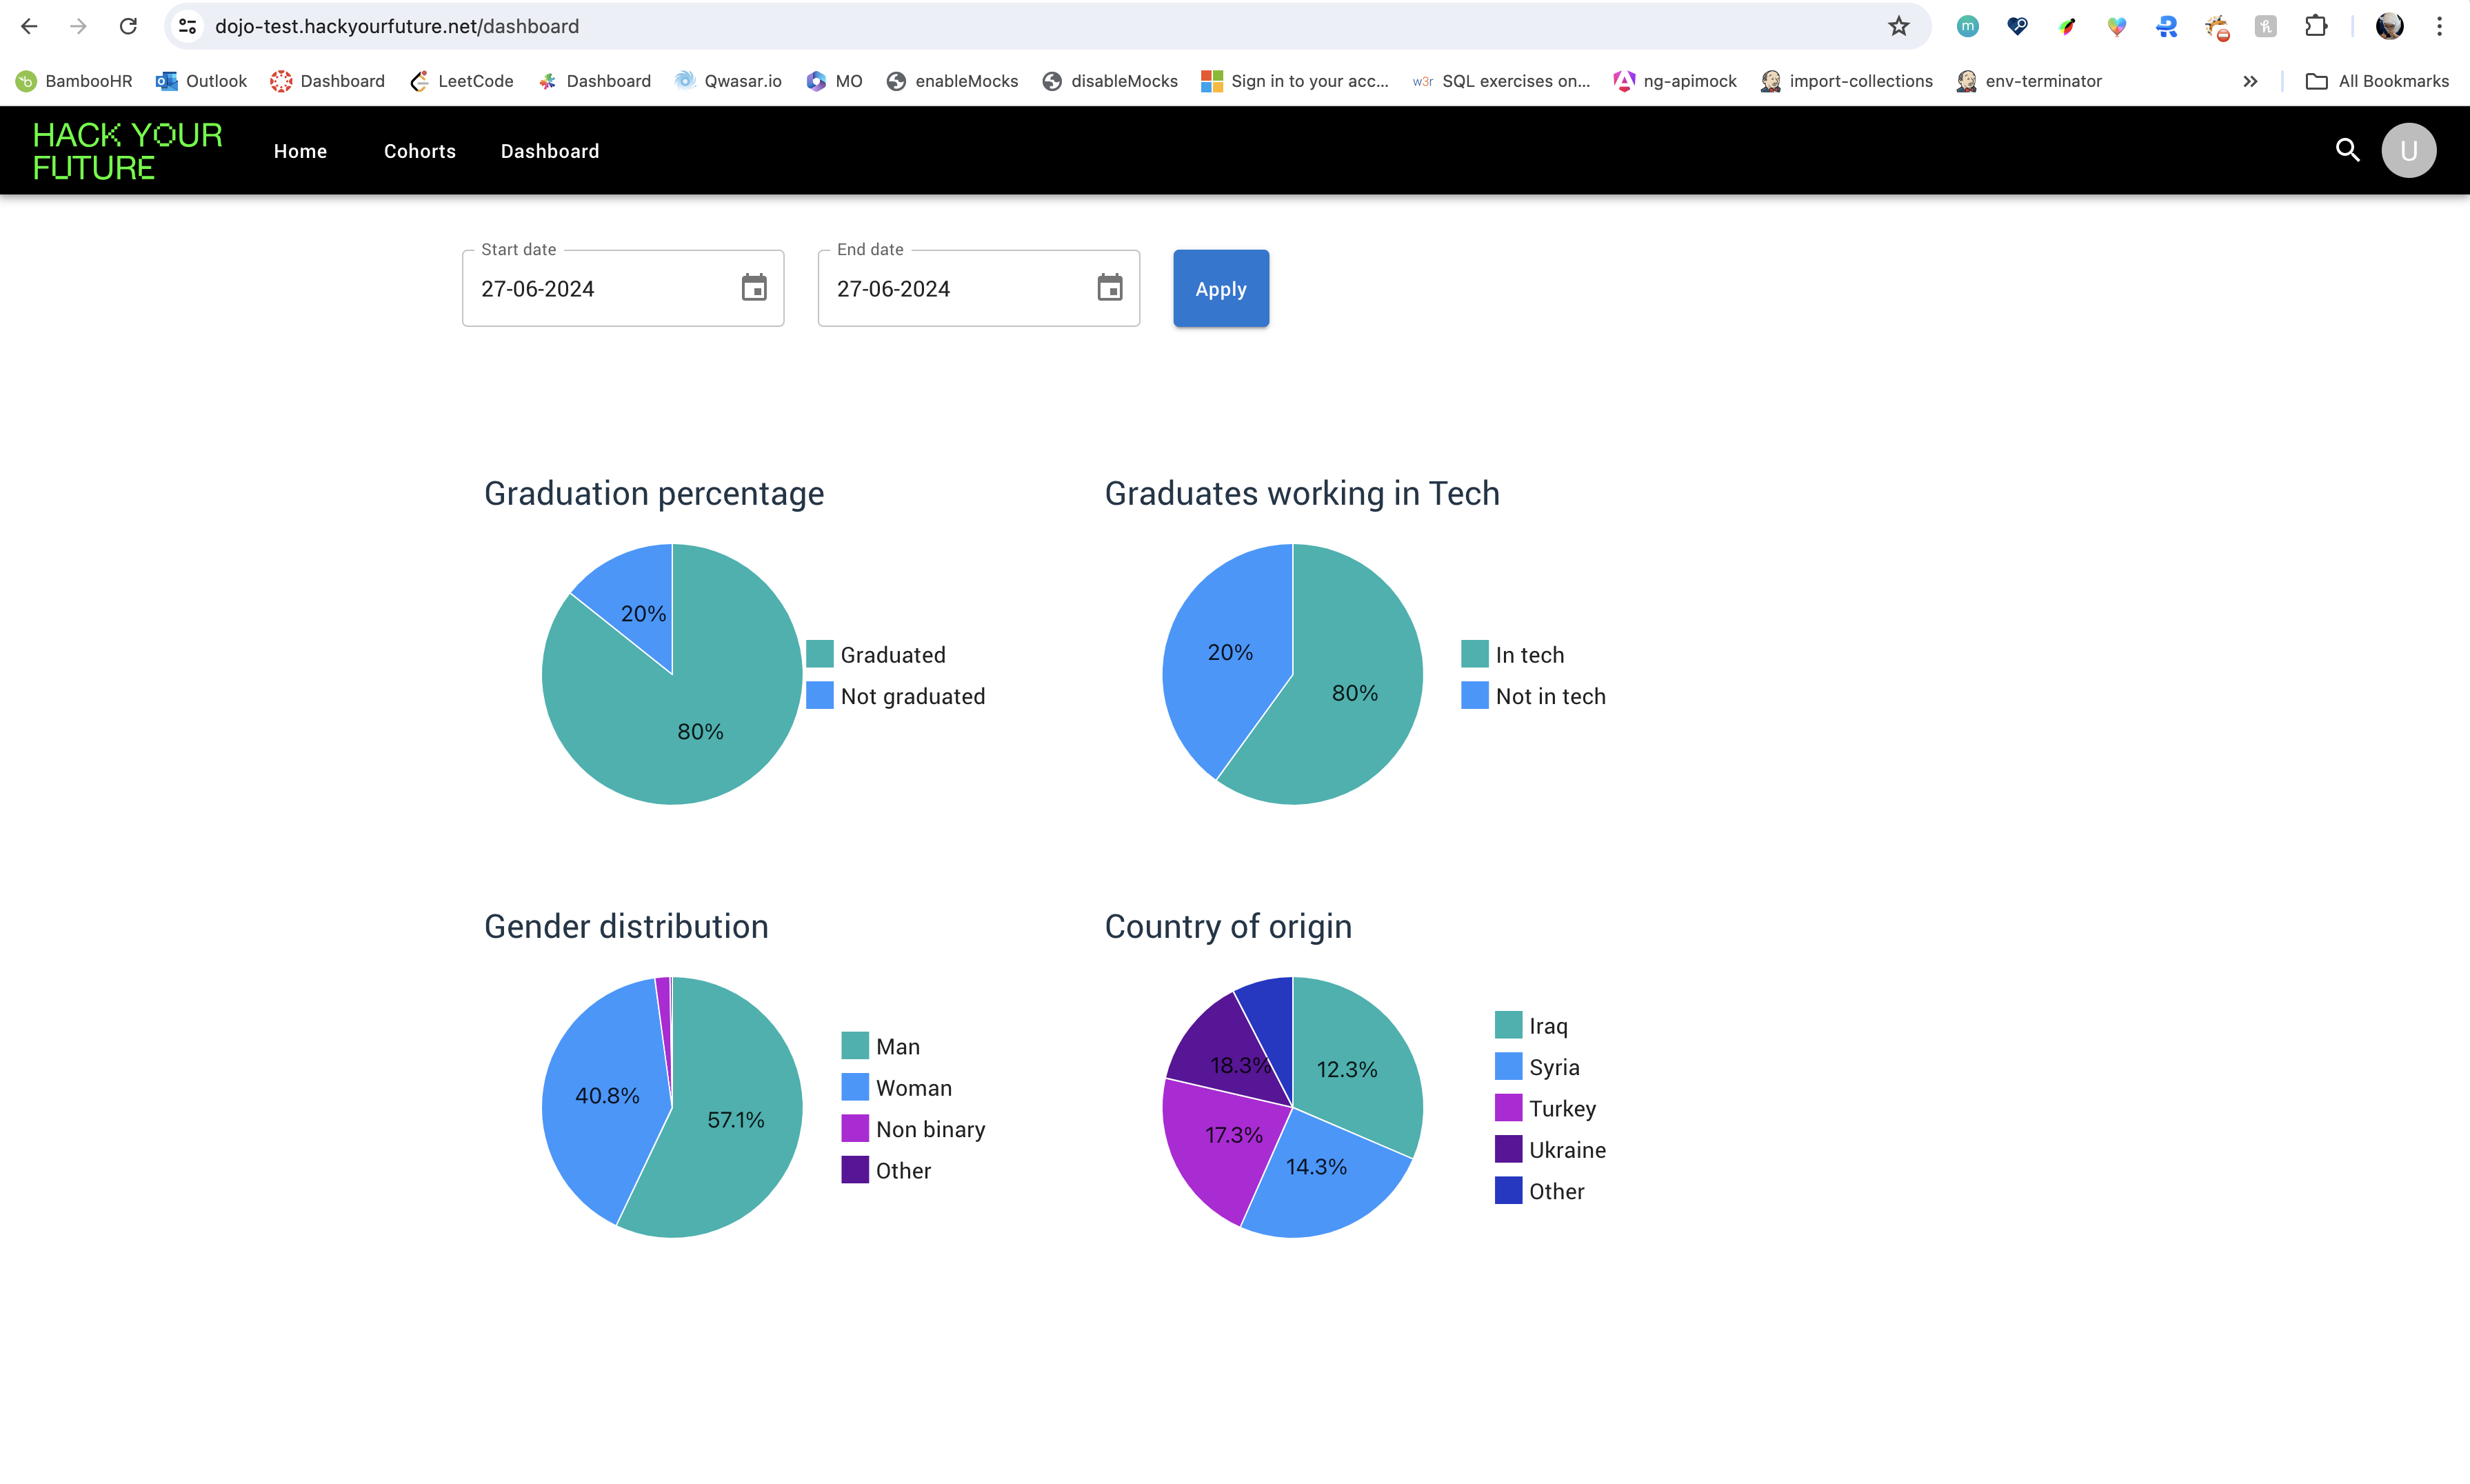 dojo-test.hackyourfuture.net/dashboard
m
BambooHR Outlook Dashboard LeetCode Dashboard Qwasar.io MO enableMocks disableMocks Sign in to your acc... w3r SQL exercises on... ng-apimock import-collections env-terminator All Bookmarks
HACK YOUR
FUTURE
Home Cohorts Dashboard
U
Start date End date
27-06-2024 27-06-2024 Apply
Graduation percentage
20%
80%
Graduated
Not graduated
Graduates working in Tech
20%
80%
In tech
Not in tech
Gender distribution
40.8%
57.1%
Man
Woman
Non binary
Other
Country of origin
18.3%
12.3%
17.3%
14.3%
Iraq
Syria
Turkey
Ukraine
Other